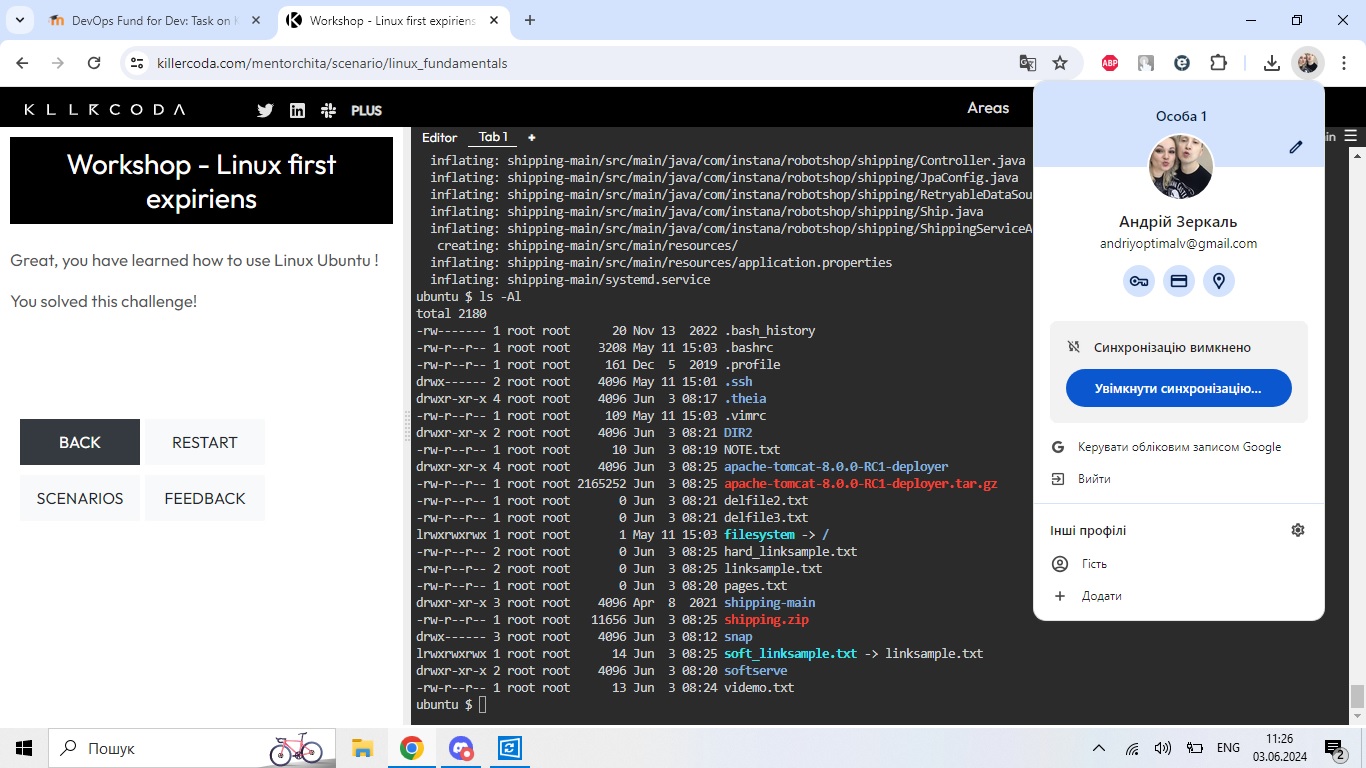 DevOps Fund for Dev: Task on
Workshop - Linux first expiriens
killercoda.com/mentorchita/scenario/linux_fundamentals
ABP
KLLRCODA
PLUS
Areas
Workshop - Linux first
expiriens
Great, you have learned how to use Linux Ubuntu !
You solved this challenge!
BACK
RESTART
SCENARIOS
FEEDBACK
Editor Tab 1 +
inflating: shipping-main/src/main/java/com/instana/robotshop/shipping/Controller.java
inflating: shipping-main/src/main/java/com/instana/robotshop/shipping/JpaConfig.java
inflating: shipping-main/src/main/java/com/instana/robotshop/shipping/RetryableDataSou
inflating: shipping-main/src/main/java/com/instana/robotshop/shipping/Ship.java
inflating: shipping-main/src/main/java/com/instana/robotshop/shipping/ShippingServiceA
creating: shipping-main/src/main/resources/
inflating: shipping-main/src/main/resources/application.properties
inflating: shipping-main/systemd.service
ubuntu $ ls -Al
total 2180
-rw------- 1 root root 20 Nov 13 2022 .bash_history
-rw-r--r-- 1 root root 3208 May 11 15:03 .bashrc
-rw-r--r-- 1 root root 161 Dec 5 2019 .profile
drwx------ 2 root root 4096 May 11 15:01 .ssh
drwxr-xr-x 4 root root 4096 Jun 3 08:17 .theia
-rw-r--r-- 1 root root 109 May 11 15:03 .vimrc
drwxr-xr-x 2 root root 4096 Jun 3 08:21 DIR2
-rw-r--r-- 1 root root 10 Jun 3 08:19 NOTE.txt
drwxr-xr-x 4 root root 4096 Jun 3 08:25 apache-tomcat-8.0.0-RC1-deployer
-rw-r--r-- 1 root root 2165252 Jun 3 08:25 apache-tomcat-8.0.0-RC1-deployer.tar.gz
-rw-r--r-- 1 root root 0 Jun 3 08:21 delfile2.txt
-rw-r--r-- 1 root root 0 Jun 3 08:21 delfile3.txt
lrwxrwxrwx 1 root root 1 May 11 15:03 filesystem -> /
-rw-r--r-- 2 root root 0 Jun 3 08:25 hard_linksample.txt
-rw-r--r-- 2 root root 0 Jun 3 08:25 linksample.txt
-rw-r--r-- 1 root root 0 Jun 3 08:20 pages.txt
drwxr-xr-x 3 root root 4096 Apr 8 2021 shipping-main
-rw-r--r-- 1 root root 11656 Jun 3 08:25 shipping.zip
drwx------ 3 root root 4096 Jun 3 08:12 snap
lrwxrwxrwx 1 root root 14 Jun 3 08:25 soft_linksample.txt -> linksample.txt
drwxr-xr-x 2 root root 4096 Jun 3 08:20 softserve
-rw-r--r-- 1 root root 13 Jun 3 08:24 videmo.txt
ubuntu $
Особа 1
Андрій Зеркаль
andriyoptimalv@gmail.com
Синхронізацію вимкнено
Увімкнути синхронізацію...
Керувати обліковим записом Google
Вийти
Інші профілі
Гість
Додати
Пошук
ENG
11:26
03.06.2024
2